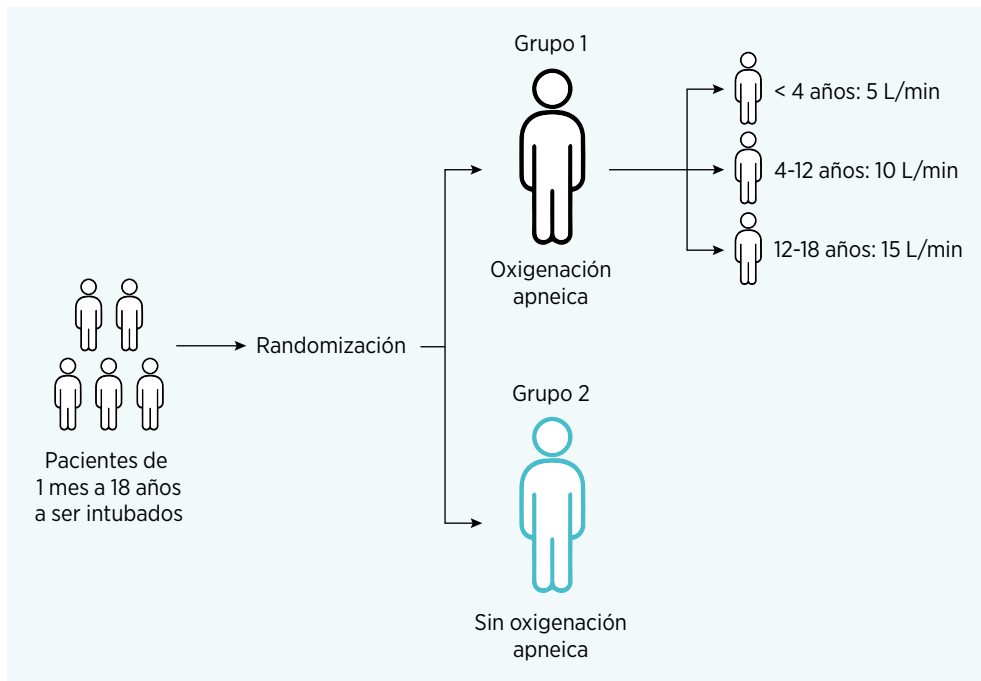 Grupo 1
< 4 años: 5 L/min
4-12 años: 10 L/min
12-18 años: 15 L/min
Oxigenación
apneica
Randomización
Pacientes de
1 mes a 18 años
a ser intubados
Grupo 2
Sin oxigenación
apneica